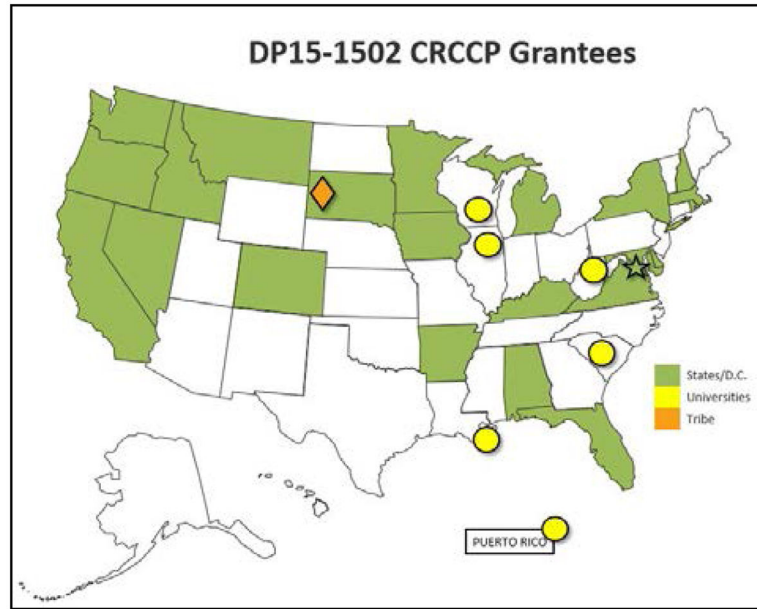 DP15-1502 CRCCP Grantees
States/D.C.
Universities
Tribe
PUERTO RICO